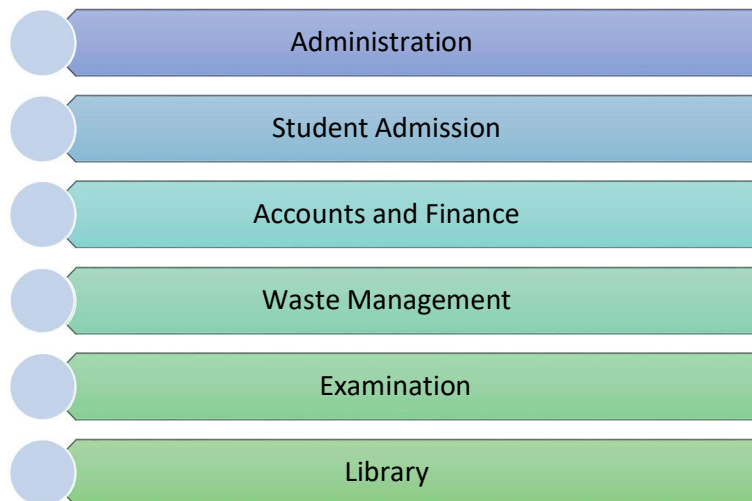 Administration
Student Admission
Accounts and Finance
Waste Management
Examination
Library